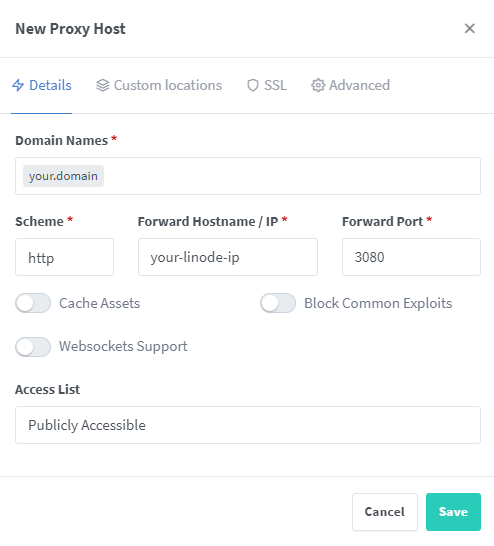 New Proxy Host
Details Custom locations SSL Advanced
Domain Names *
your.domain
Scheme * Forward Hostname / IP * Forward Port *
http your-linode-ip 3080
Cache Assets Block Common Exploits
Websockets Support
Access List
Publicly Accessible
Cancel Save